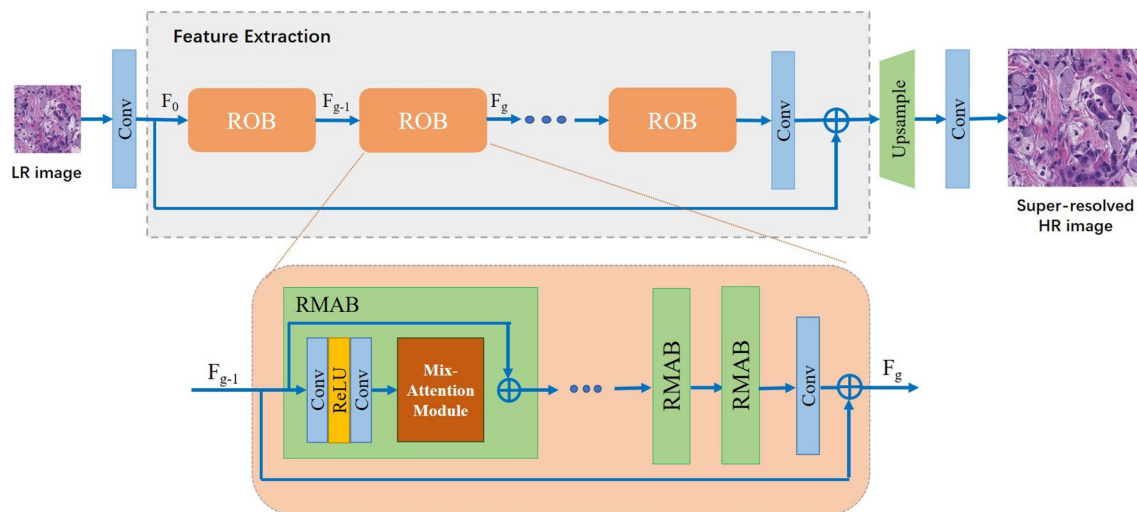 Feature Extraction
LR image
Conv
F0
ROB
Fg-1
ROB
Fg
ROB
Conv
Upsample
Conv
Super-resolved
HR image
RMAB
Fg-1
Conv
ReLU
Conv
Mix-
Attention
Module
RMAB
RMAB
Conv
Fg